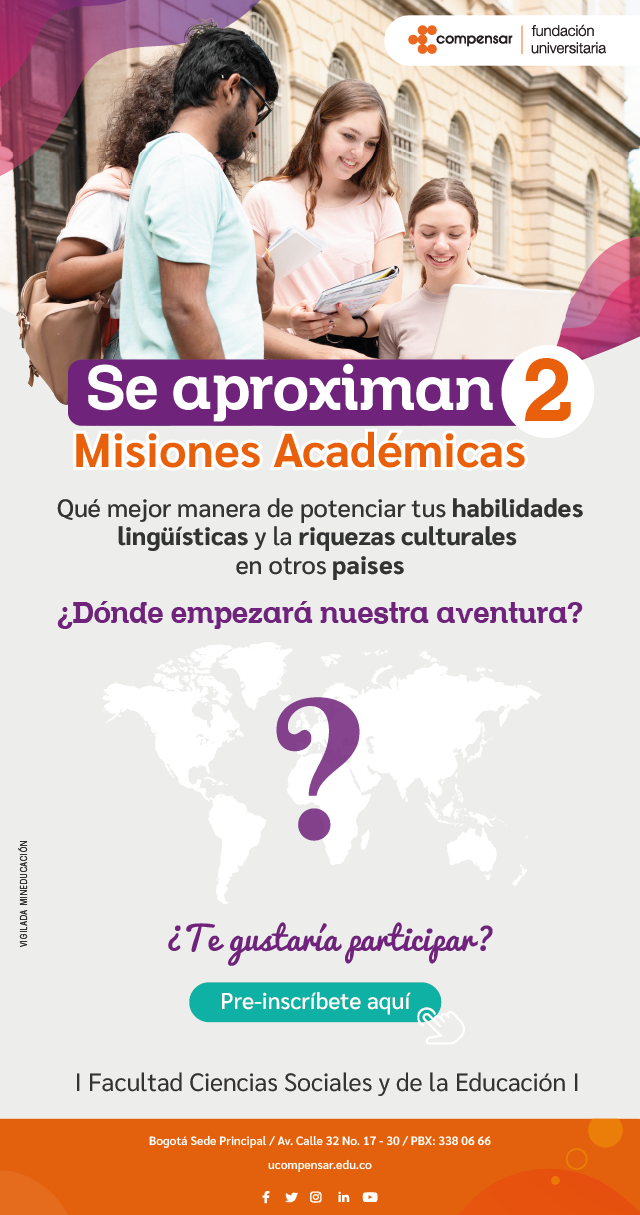 compensar
fundación
universitaria
Se aproximan 2
Misiones Académicas
Qué mejor manera de potenciar tus habilidades
lingüísticas y la riquezas culturales
en otros paises
¿Dónde empezará nuestra aventura?
?
VIGILADA MINEDUCACIÓN
¿Te gustaría participar?
Pre-inscríbete aquí
I Facultad Ciencias Sociales y de la Educación I
Bogotá Sede Principal / Av. Calle 32 No. 17 - 30 / PBX: 338 06 66
ucompensar.edu.co